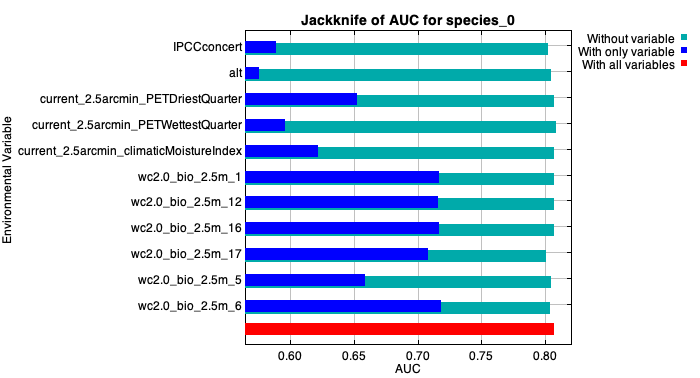 Jackknife of AUC for species_0
Without variable
With only variable
With all variables
Environmental Variable
IPCCconcert
alt
current_2.5arcmin_PETDriestQuarter
current_2.5arcmin_PETWettestQuarter
current_2.5arcmin_climaticMoistureIndex
wc2.0_bio_2.5m_1
wc2.0_bio_2.5m_12
wc2.0_bio_2.5m_16
wc2.0_bio_2.5m_17
wc2.0_bio_2.5m_5
wc2.0_bio_2.5m_6
0.60 0.65 0.70 0.75 0.80
AUC